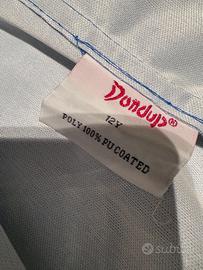 Dondup®
12Y
POLY 100% PU COATED
subito